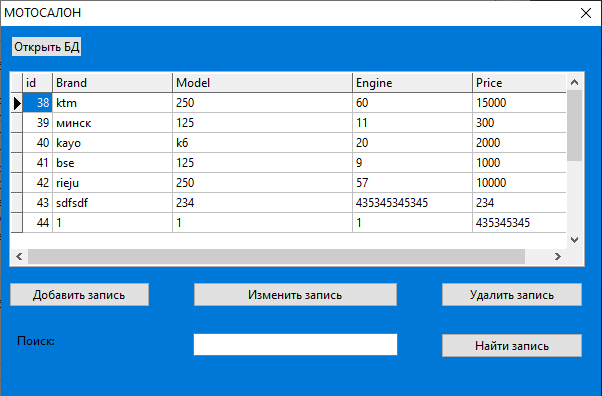 МОТОСАЛОН
Открыть БД
id Brand Model Engine Price
38 ktm 250 60 15000
39 минск 125 11 300
40 kayo k6 20 2000
41 bse 125 9 1000
42 rieju 250 57 10000
43 sdfsdf 234 435345345345 234
44 1 1 1 435345345
Добавить запись Изменить запись Удалить запись
Поиск: Найти запись